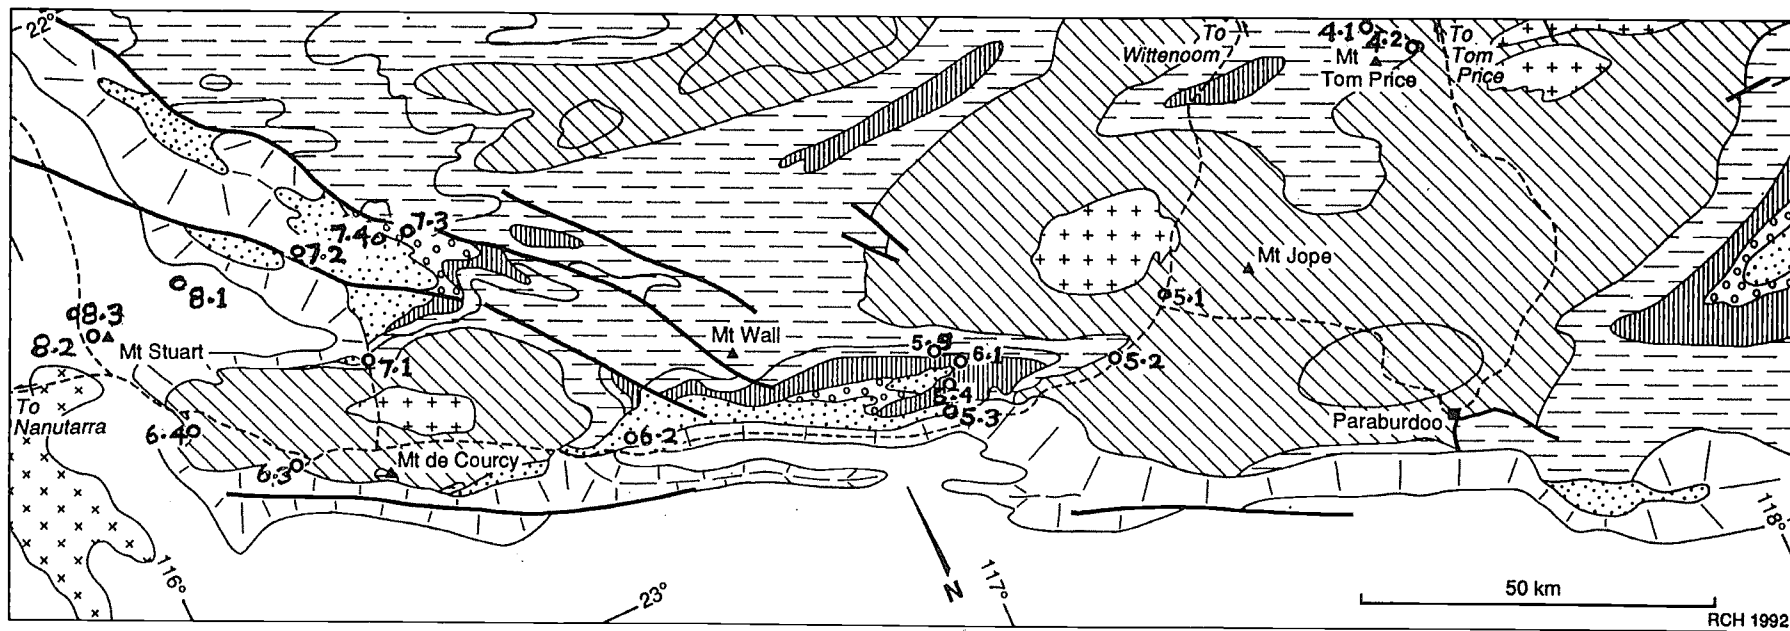 22°
To
Wittenoom
4.1
4.2
Mt
Tom Price
To
Tom
Price
7.3
7.4
7.2
Mt Jope
8.1
5.1
8.3
8.2
Mt Stuart
Mt Wall
6.1
7.1
5.2
5.4
5.3
To
Nanutarra
Paraburdoo
6.4
6.2
6.3
Mt de Courcy
116°
23°
N
117°
118°
50 km
RCH 1992